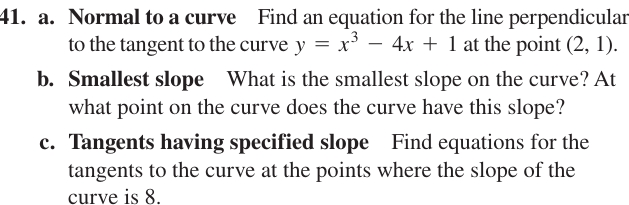 41. a. Normal to a curve Find an equation for the line perpendicular
to the tangent to the curve y = x³ − 4x + 1 at the point (2, 1).
b. Smallest slope What is the smallest slope on the curve? At
what point on the curve does the curve have this slope?
c. Tangents having specified slope Find equations for the
tangents to the curve at the points where the slope of the
curve is 8.